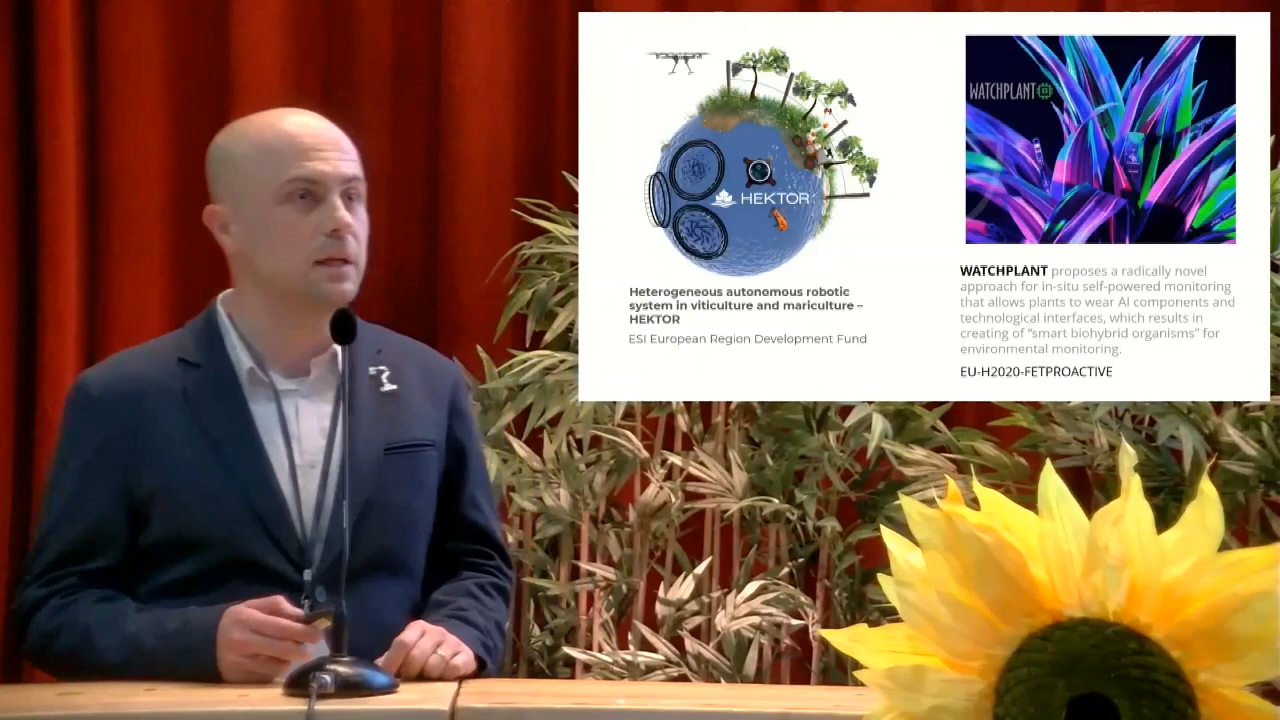 HEKTOR
Heterogeneous autonomous robotic
system in viticulture and mariculture –
HEKTOR
ESI European Region Development Fund
WATCHPLANT
WATCHPLANT proposes a radically novel
approach for in-situ self-powered monitoring
that allows plants to wear AI components and
technological interfaces, which results in
creating of “smart biohybrid organisms” for
environmental monitoring.
EU-H2020-FETPROACTIVE